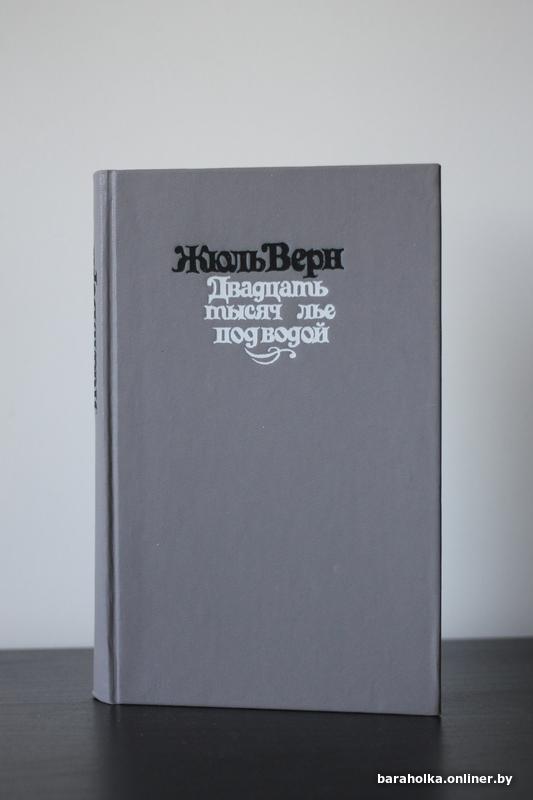 Жюль Верн
Двадцать
тысяч лье
под водой
baraholka.onliner.by